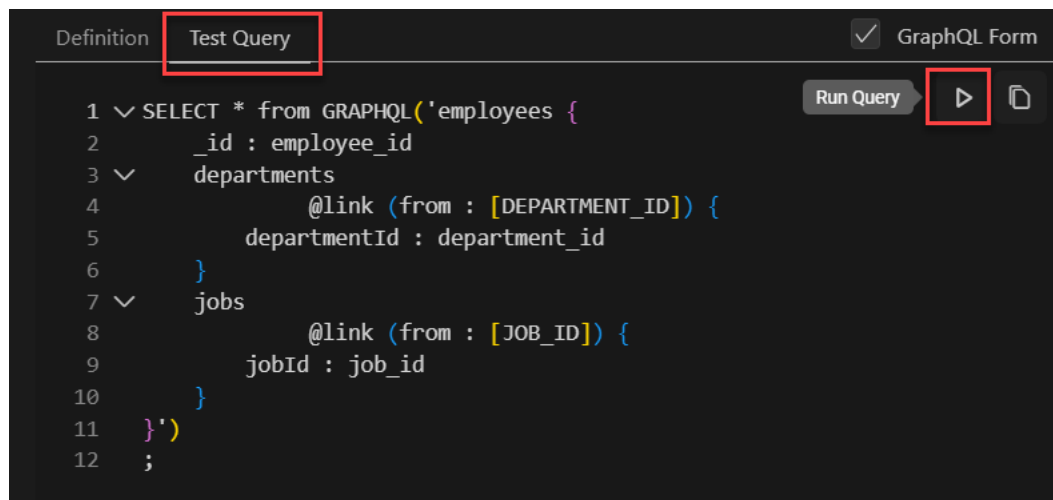 Definition Test Query GraphQL Form
Run Query
1 SELECT * from GRAPHQL('employees {
2 _id : employee_id
3 departments
4 @link (from : [DEPARTMENT_ID]) {
5 departmentId : department_id
6 }
7 jobs
8 @link (from : [JOB_ID]) {
9 jobId : job_id
10 }
11 }')
12 ;